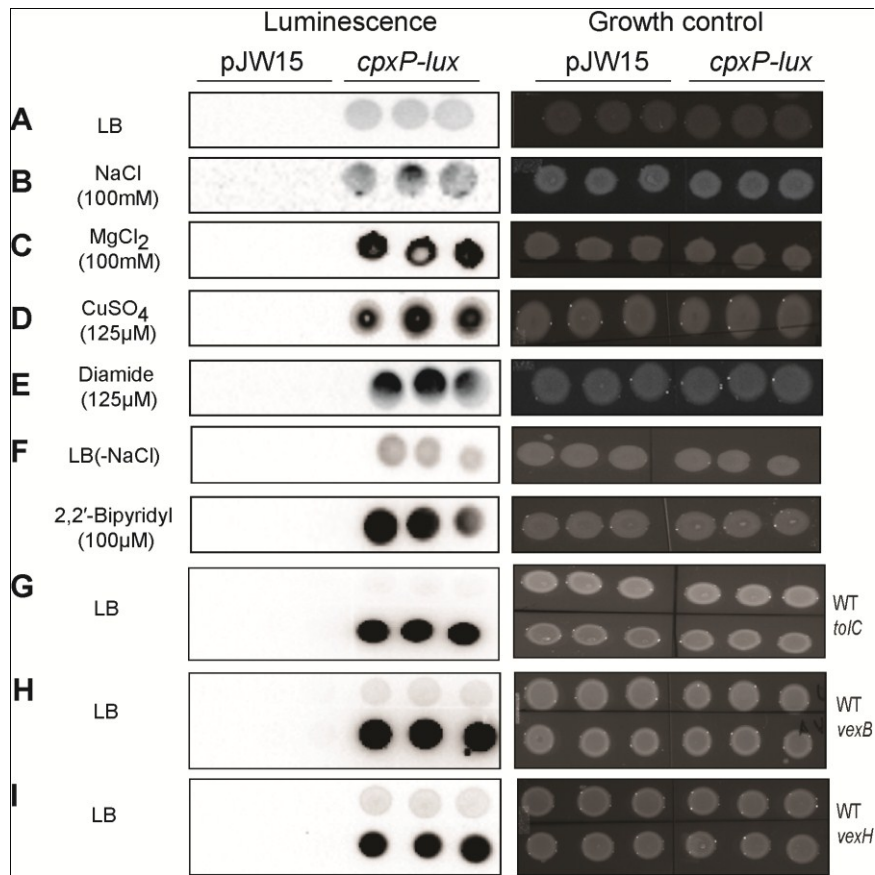 Luminescence Growth control
pJW15 cpxP-lux pJW15 cpxP-lux
A LB
B NaCl
(100mM)
C MgCl₂
(100mM)
D CuSO₄
(125µM)
E Diamide
(125µM)
F LB(-NaCl)
2,2'-Bipyridyl
(100µM)
G LB WT
tolC
H LB WT
vexB
I LB WT
vexH